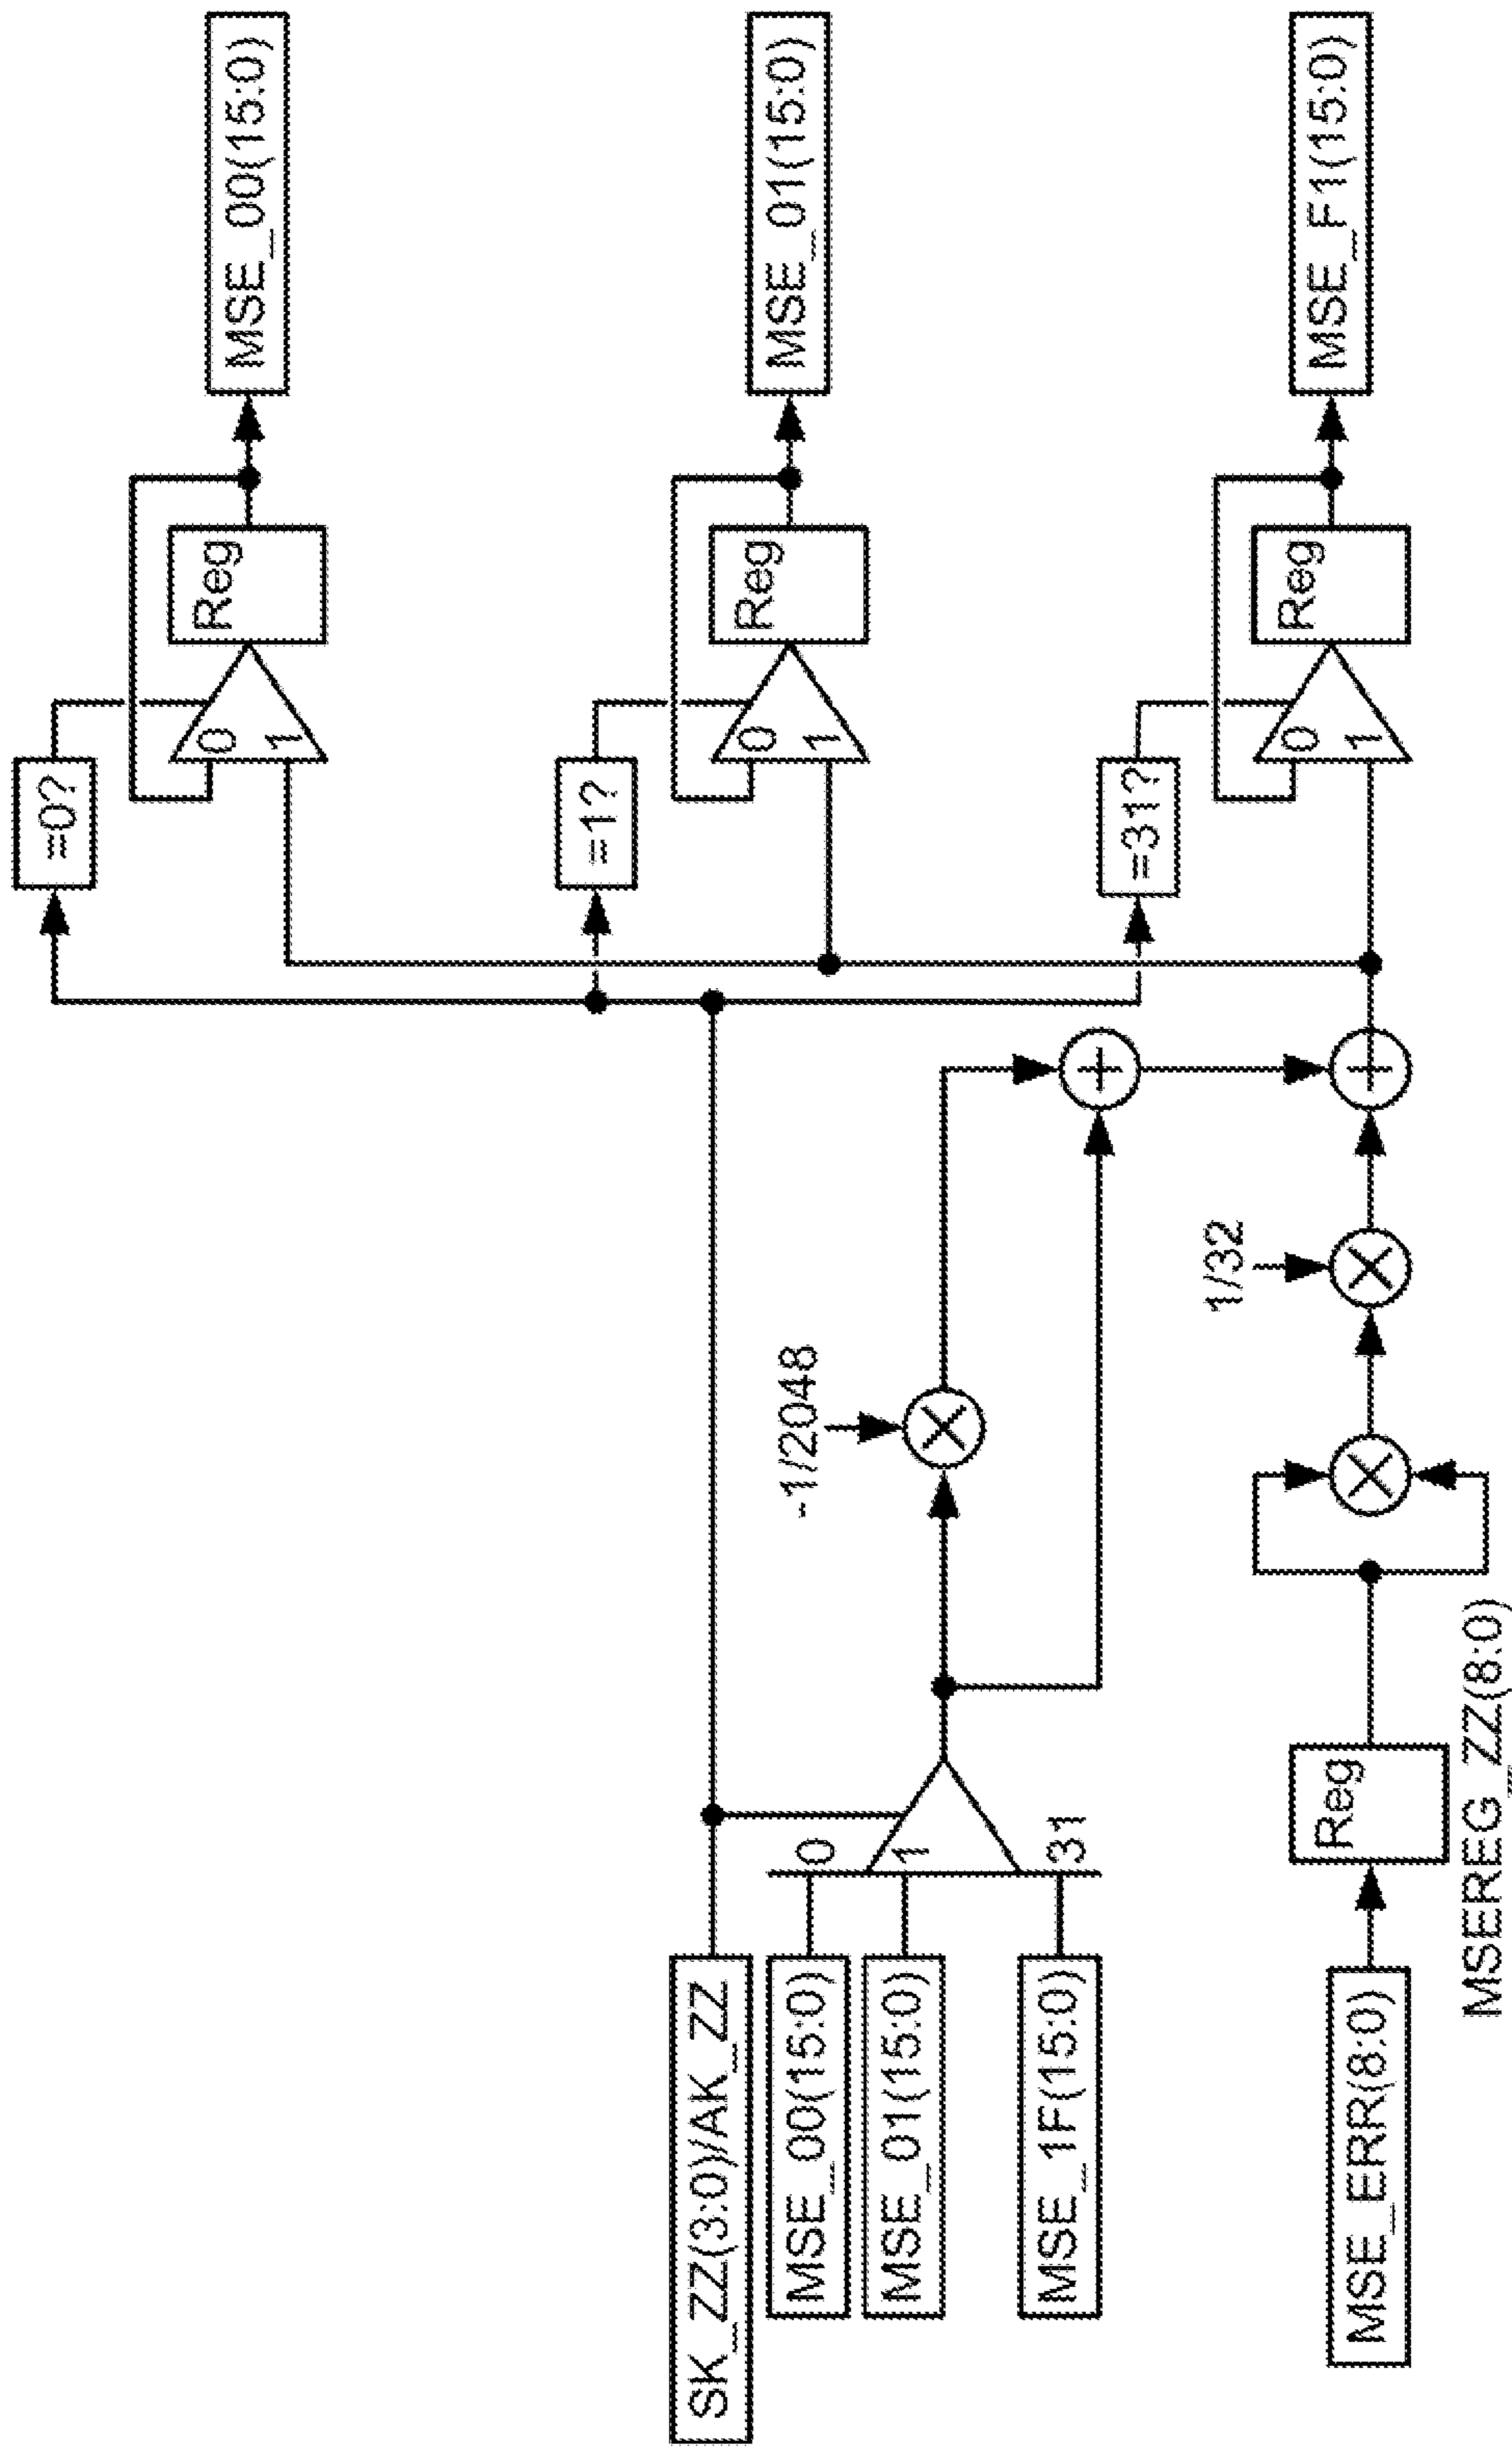 =0?
0
1
Reg
MSE_00(15:0)
=1?
0
1
Reg
MSE_01(15:0)
=31?
0
1
Reg
MSE_F1(15:0)
SK_ZZ(3:0)/AK_ZZ
MSE_00(15:0)
MSE_01(15:0)
MSE_1F(15:0)
0
1
31
-1/2048
+
+
1/32
MSE_ERR(8:0)
Reg
MSEREG_ZZ(8:0)